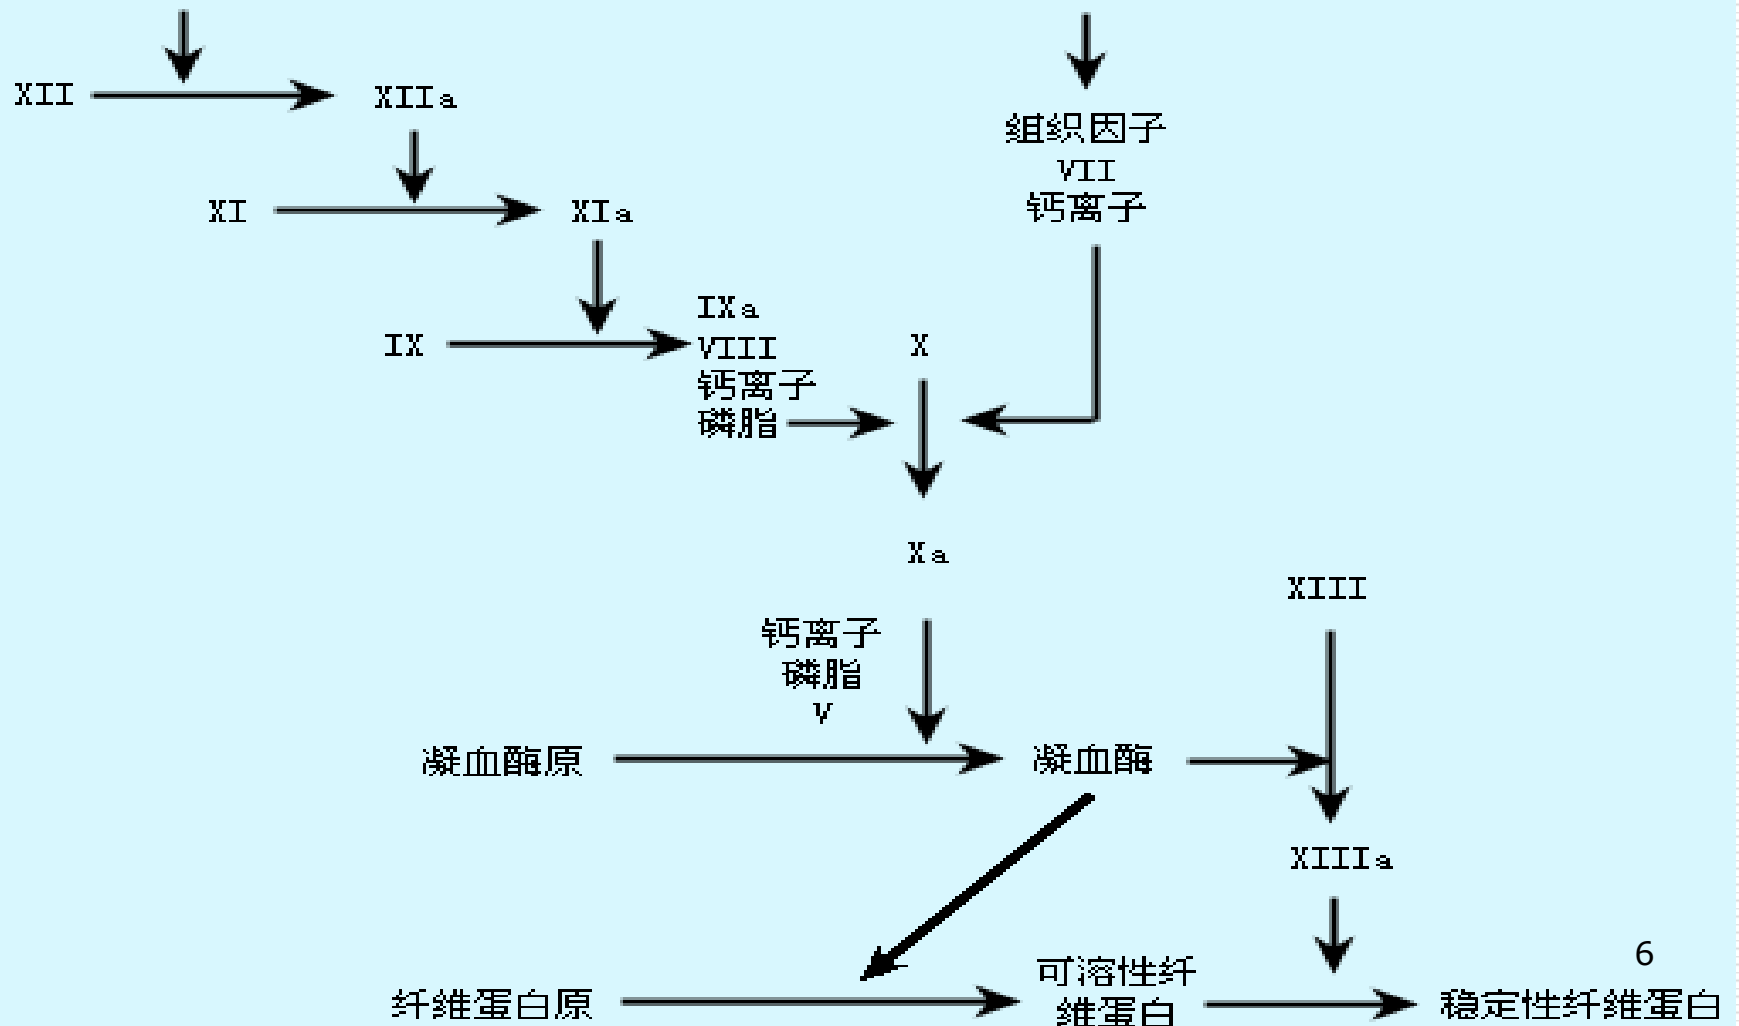 XII
XIIa
组织因子
VII
钙离子
XI
XIa
IXa
IX
VIII
钙离子
磷脂
X
Xa
XIII
钙离子
磷脂
V
凝血酶原
凝血酶
XIIIa
6
纤维蛋白原
可溶性纤
维蛋白
稳定性纤维蛋白